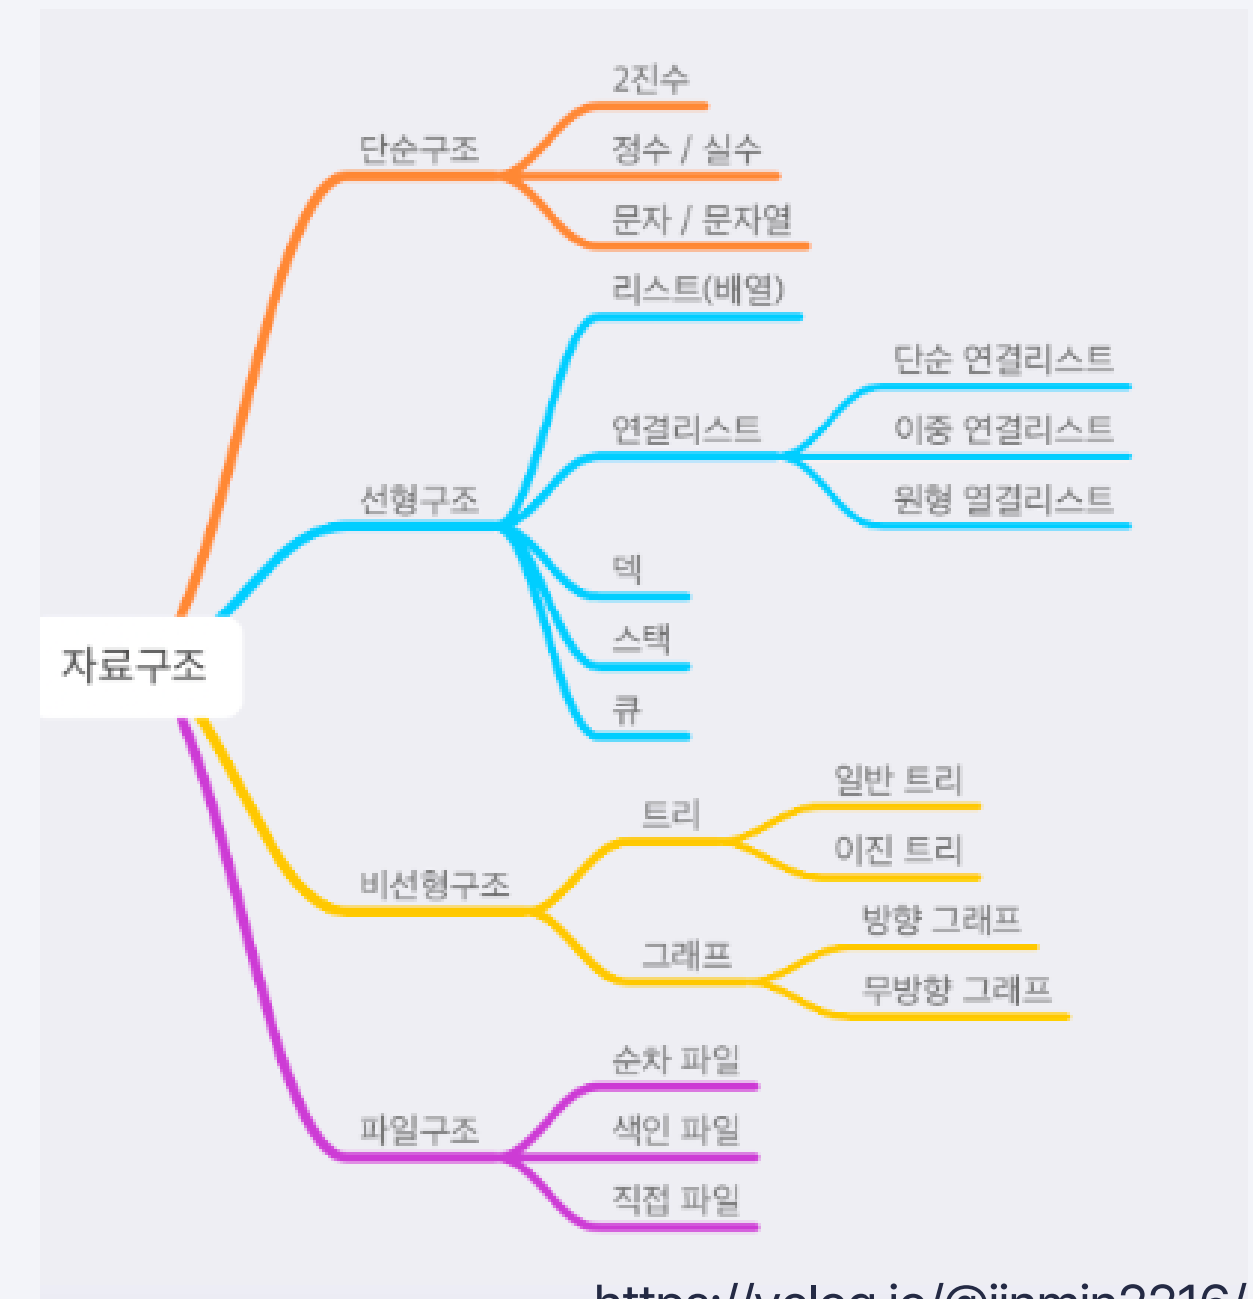 2진수
단순구조
정수 / 실수
문자 / 문자열
리스트(배열)
단순 연결리스트
연결리스트
이중 연결리스트
선형구조
원형 열결리스트
덱
스택
자료구조
큐
일반 트리
트리
이진 트리
비선형구조
방향 그래프
그래프
무방향 그래프
순차 파일
파일구조
색인 파일
직접 파일